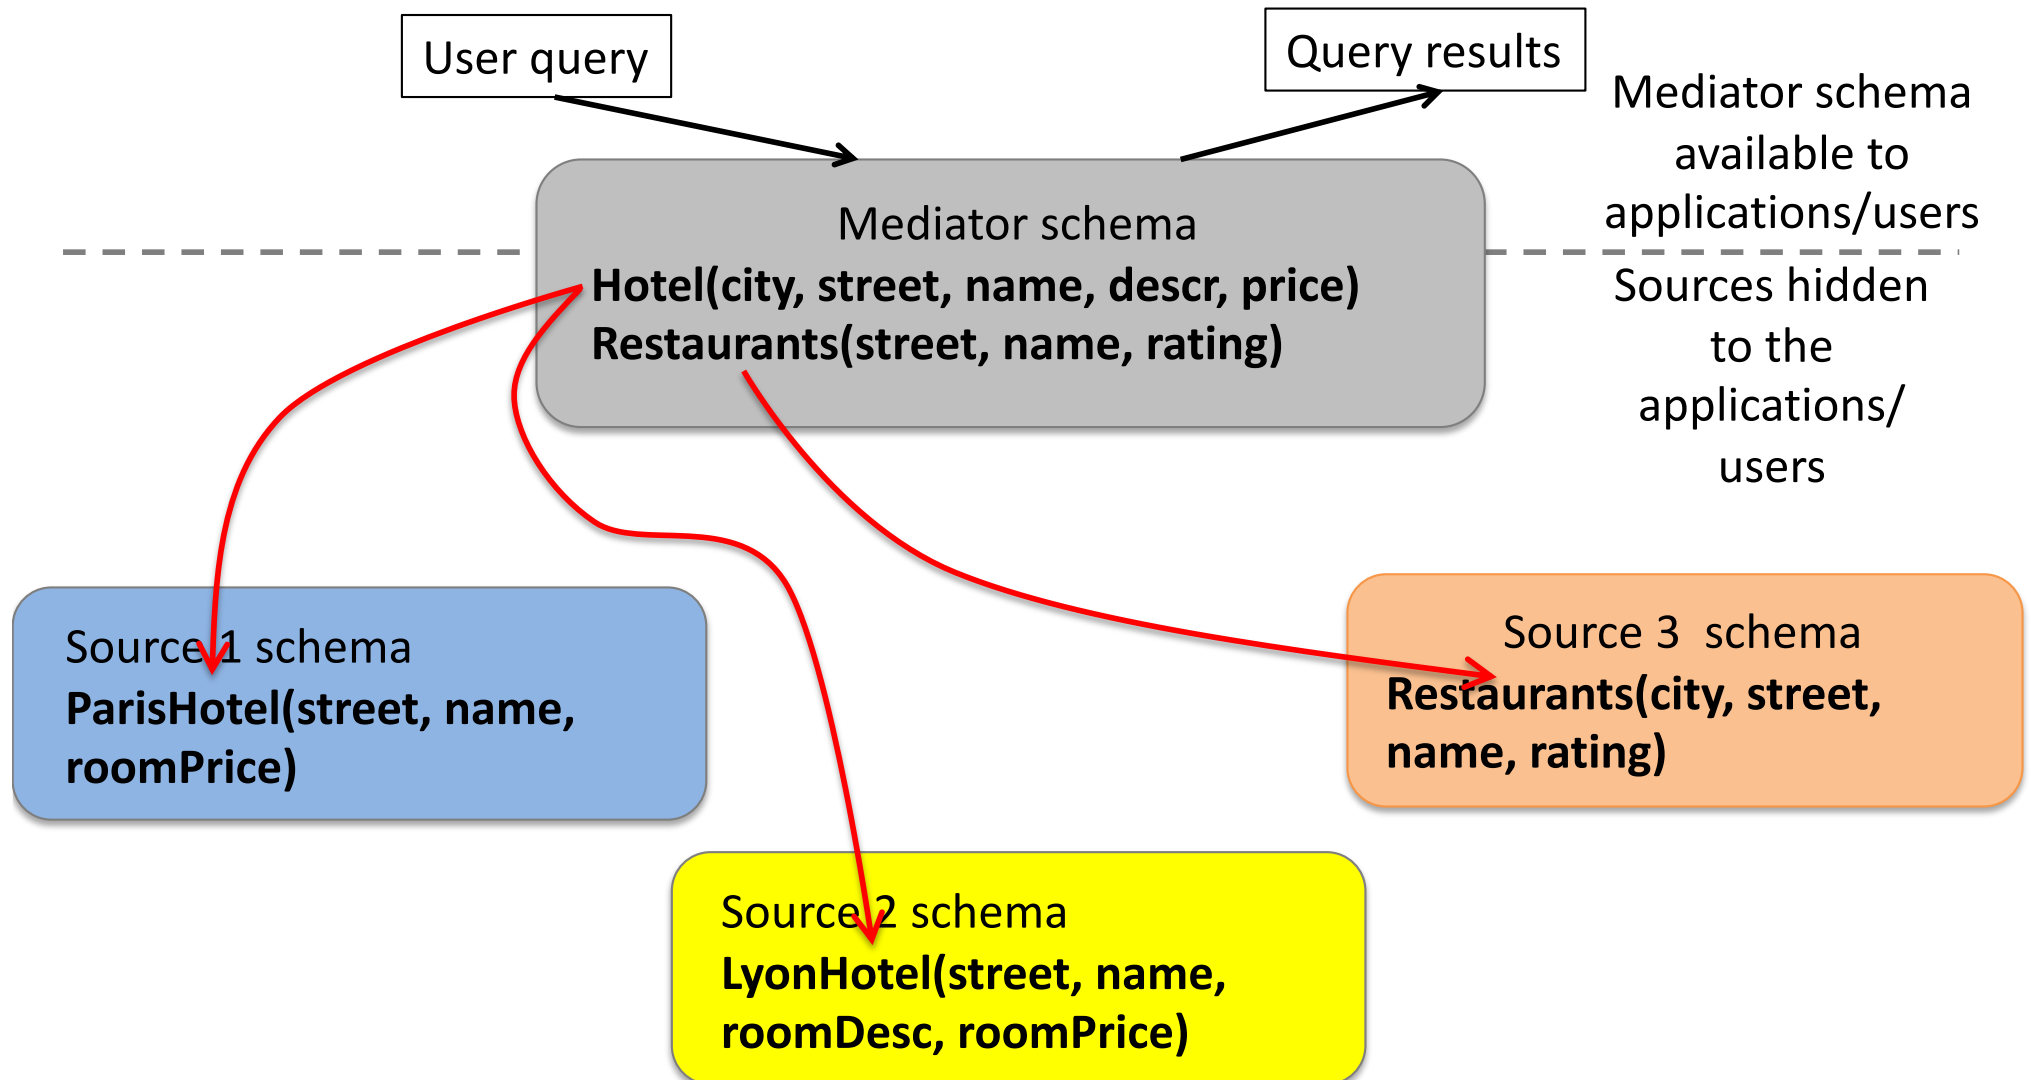 User query
Query results
Mediator schema
available to
applications/users
Mediator schema
Hotel(city, street, name, descr, price)
Restaurants(street, name, rating)
Sources hidden
to the
applications/
users
Source 1 schema
ParisHotel(street, name,
roomPrice)
Source 3  schema
Restaurants(city, street,
name, rating)
Source 2 schema
LyonHotel(street, name,
roomDesc, roomPrice)